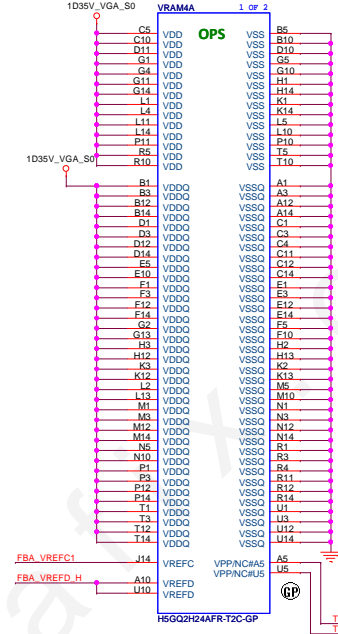 1D35V_VGA_S0
VRAM4A 1 OF 2
OPS
C5 VDD VSS B5
C10 VDD VSS B10
D11 VDD VSS D10
G1 VDD VSS G5
G4 VDD VSS G10
G11 VDD VSS H1
G14 VDD VSS H14
L1 VDD VSS K1
L4 VDD VSS K14
L11 VDD VSS L5
L14 VDD VSS L10
P11 VDD VSS P10
R5 VDD VSS T5
R10 VDD VSS T10
1D35V_VGA_S0
B1 VDDQ VSSQ A1
B3 VDDQ VSSQ A3
B12 VDDQ VSSQ A12
B14 VDDQ VSSQ A14
D1 VDDQ VSSQ C1
D3 VDDQ VSSQ C3
D12 VDDQ VSSQ C4
D14 VDDQ VSSQ C11
E5 VDDQ VSSQ C12
E10 VDDQ VSSQ C14
F1 VDDQ VSSQ E1
F3 VDDQ VSSQ E3
F12 VDDQ VSSQ E12
F14 VDDQ VSSQ E14
G2 VDDQ VSSQ F5
G13 VDDQ VSSQ F10
H3 VDDQ VSSQ H2
H12 VDDQ VSSQ H13
K3 VDDQ VSSQ K2
K12 VDDQ VSSQ K13
L2 VDDQ VSSQ M5
L13 VDDQ VSSQ M10
M1 VDDQ VSSQ N1
M3 VDDQ VSSQ N3
M12 VDDQ VSSQ N12
M14 VDDQ VSSQ N14
N5 VDDQ VSSQ R1
N10 VDDQ VSSQ R3
P1 VDDQ VSSQ R4
P3 VDDQ VSSQ R11
P12 VDDQ VSSQ R12
P14 VDDQ VSSQ R14
T1 VDDQ VSSQ U1
T3 VDDQ VSSQ U3
T12 VDDQ VSSQ U12
T14 VDDQ VSSQ U14
FBA_VREFC1 J14 VREFC VPP/NC#A5 A5
VPP/NC#U5 U5
FBA_VREFD_H A10 VREFD
U10 VREFD
GP
H5GQ2H24AFR-T2C-GP
T
T